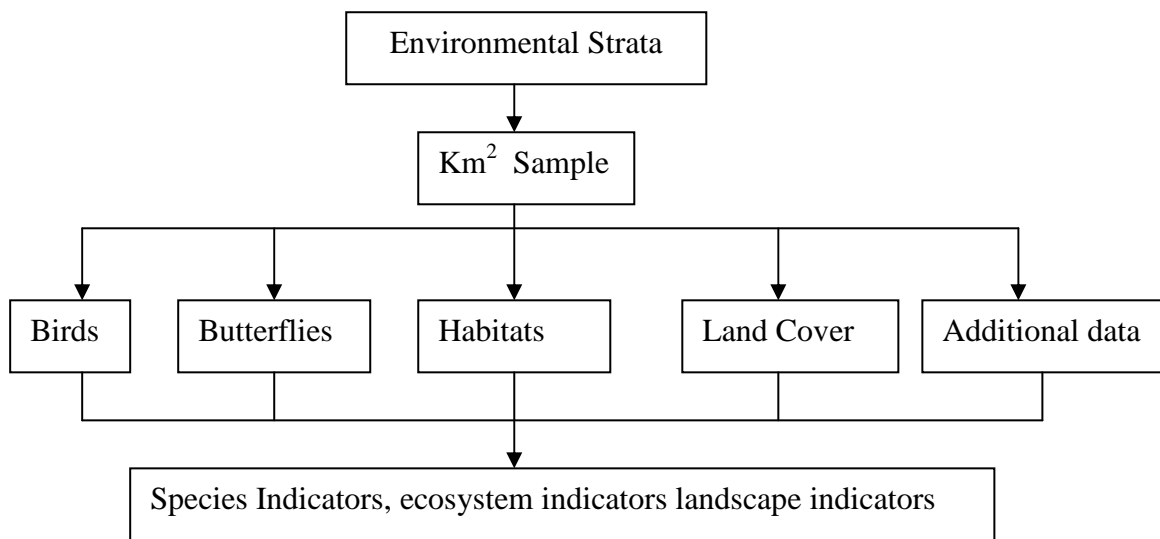 Environmental Strata
Km² Sample
Birds
Butterflies
Habitats
Land Cover
Additional data
Species Indicators, ecosystem indicators landscape indicators